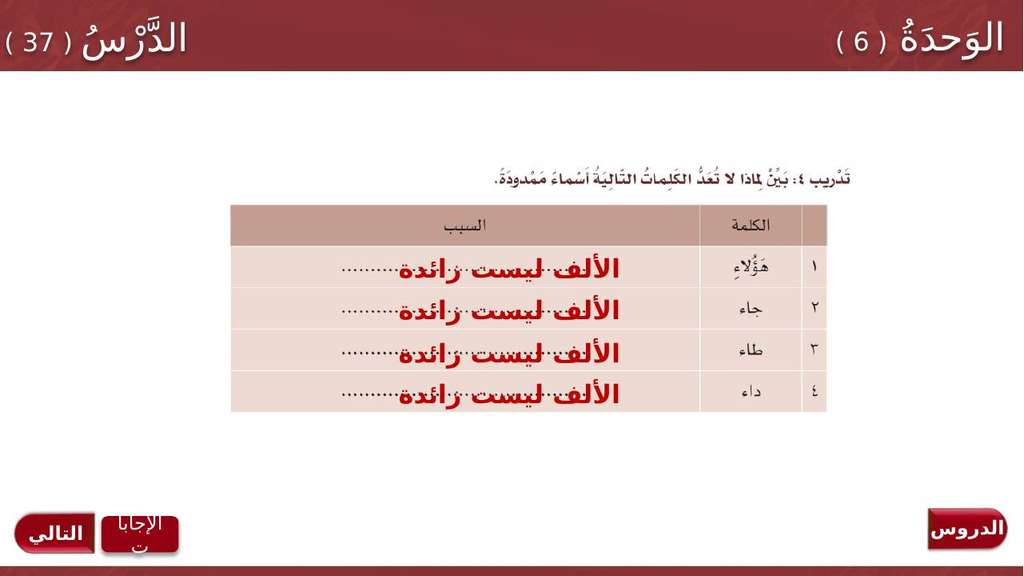 الوَحدَةُ ( 6 )
الدَّرْسُ ( 37 )
تَدْريب ٤: بَيِّنْ لِماذا لا تُعَدُّ الكَلِماتُ التّالِيَةُ أَسْماءَ مَمْدودَةً.
الكلمة السبب
١ هَؤُلاءِ الألف ليست زائدة
٢ جاء الألف ليست زائدة
٣ طاء الألف ليست زائدة
٤ داء الألف ليست زائدة
الدروس
الإجابا
ت
التالي